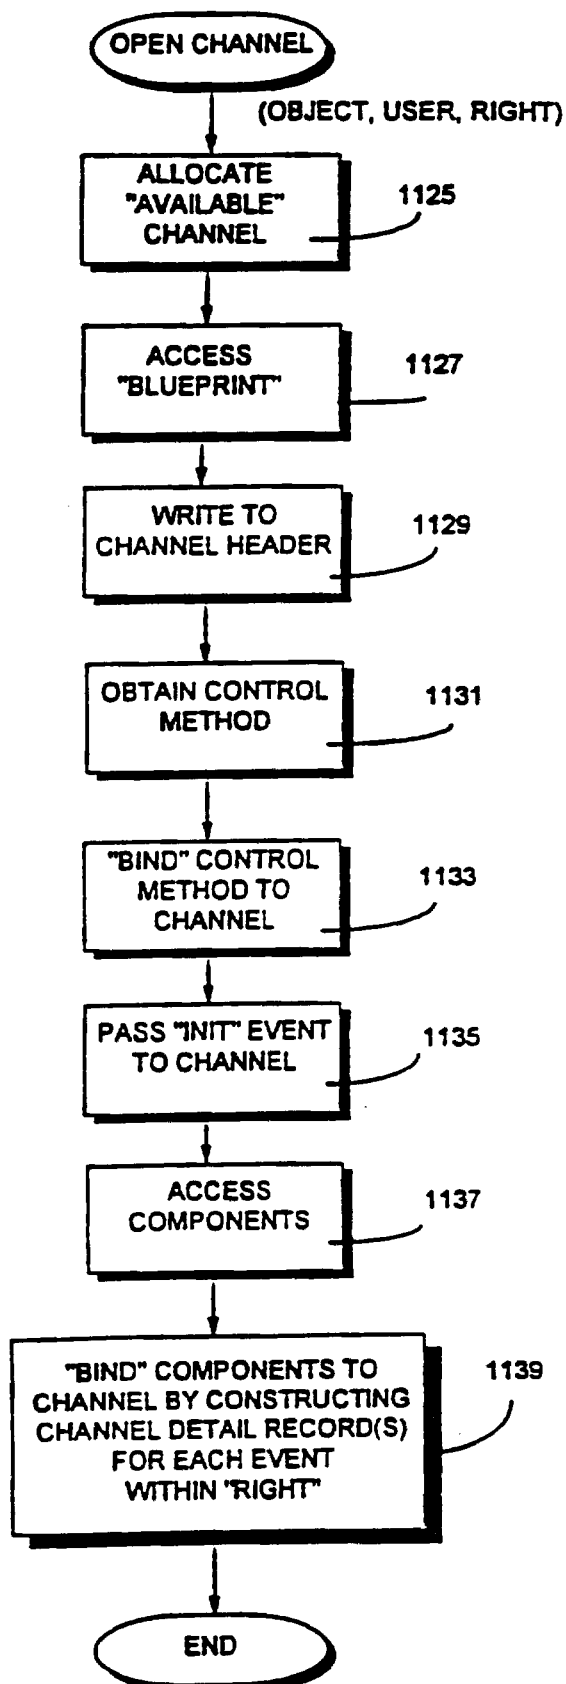 OPEN CHANNEL
(OBJECT, USER, RIGHT)
ALLOCATE
"AVAILABLE"
CHANNEL
1125
ACCESS
"BLUEPRINT"
1127
WRITE TO
CHANNEL HEADER
1129
OBTAIN CONTROL
METHOD
1131
"BIND" CONTROL
METHOD TO
CHANNEL
1133
PASS "INIT" EVENT
TO CHANNEL
1135
ACCESS
COMPONENTS
1137
"BIND" COMPONENTS TO
CHANNEL BY CONSTRUCTING
CHANNEL DETAIL RECORD(S)
FOR EACH EVENT
WITHIN "RIGHT"
1139
END